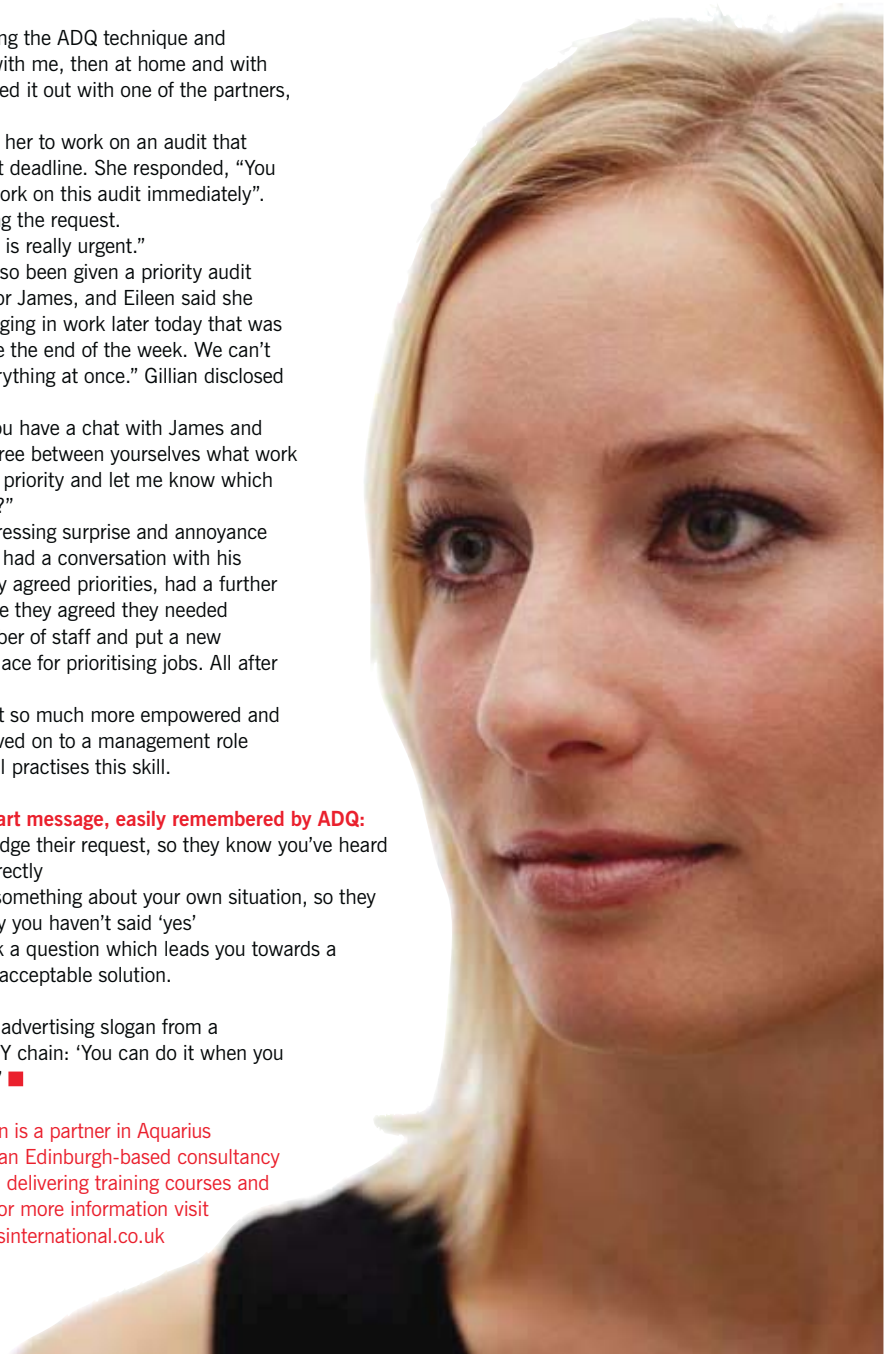 ng the ADQ technique and
with me, then at home and with
ed it out with one of the partners,
her to work on an audit that
t deadline. She responded, “You
ork on this audit immediately”.
g the request.
is really urgent.”
so been given a priority audit
or James, and Eileen said she
ging in work later today that was
e the end of the week. We can’t
rything at once.” Gillian disclosed
ou have a chat with James and
ree between yourselves what work
priority and let me know which
?”
ressing surprise and annoyance
had a conversation with his
y agreed priorities, had a further
e they agreed they needed
ber of staff and put a new
ace for prioritising jobs. All after
t so much more empowered and
ved on to a management role
l practises this skill.
art message, easily remembered by ADQ:
dge their request, so they know you’ve heard
rectly
something about your own situation, so they
y you haven’t said ‘yes’
k a question which leads you towards a
acceptable solution.
advertising slogan from a
Y chain: ‘You can do it when you
’
n is a partner in Aquarius
an Edinburgh-based consultancy
delivering training courses and
or more information visit
sinternational.co.uk